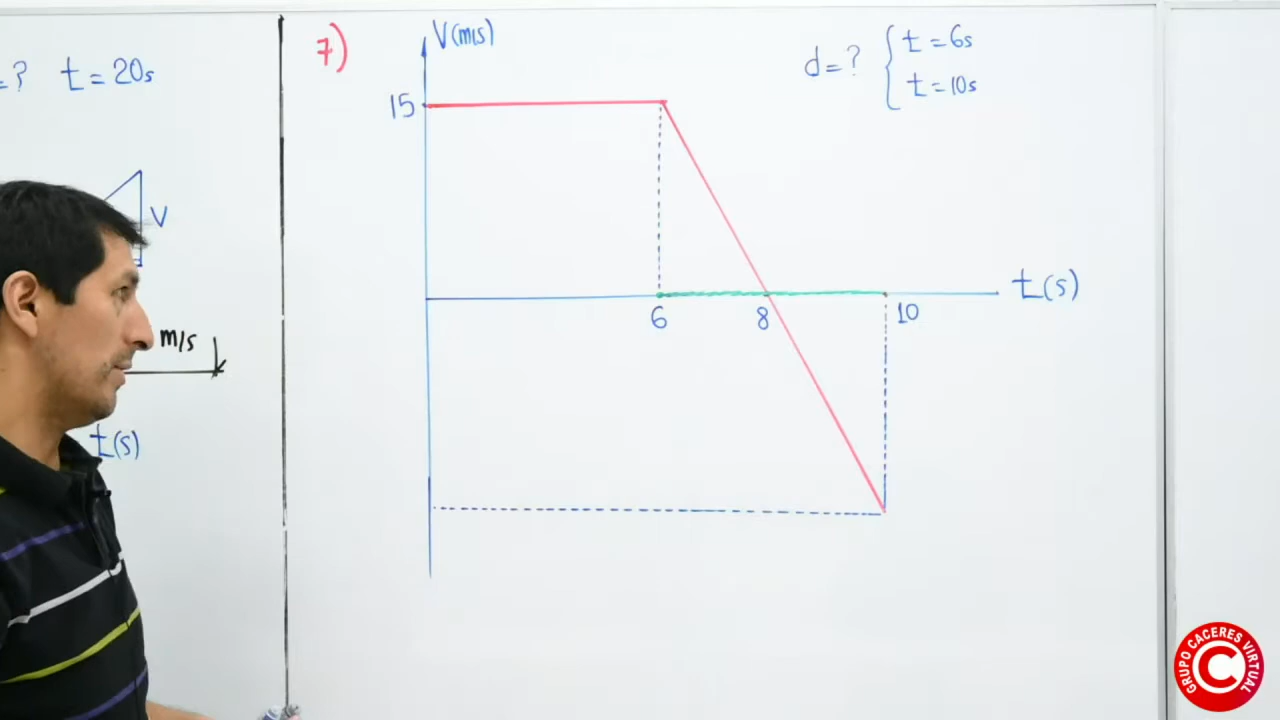 =? t = 20s
V
m/s
t(s)
7)
V(m/s)
d = ? { t = 6s
t = 10s
15
t(s)
6
8
10
GRUPO CACERES VIRTUAL
C